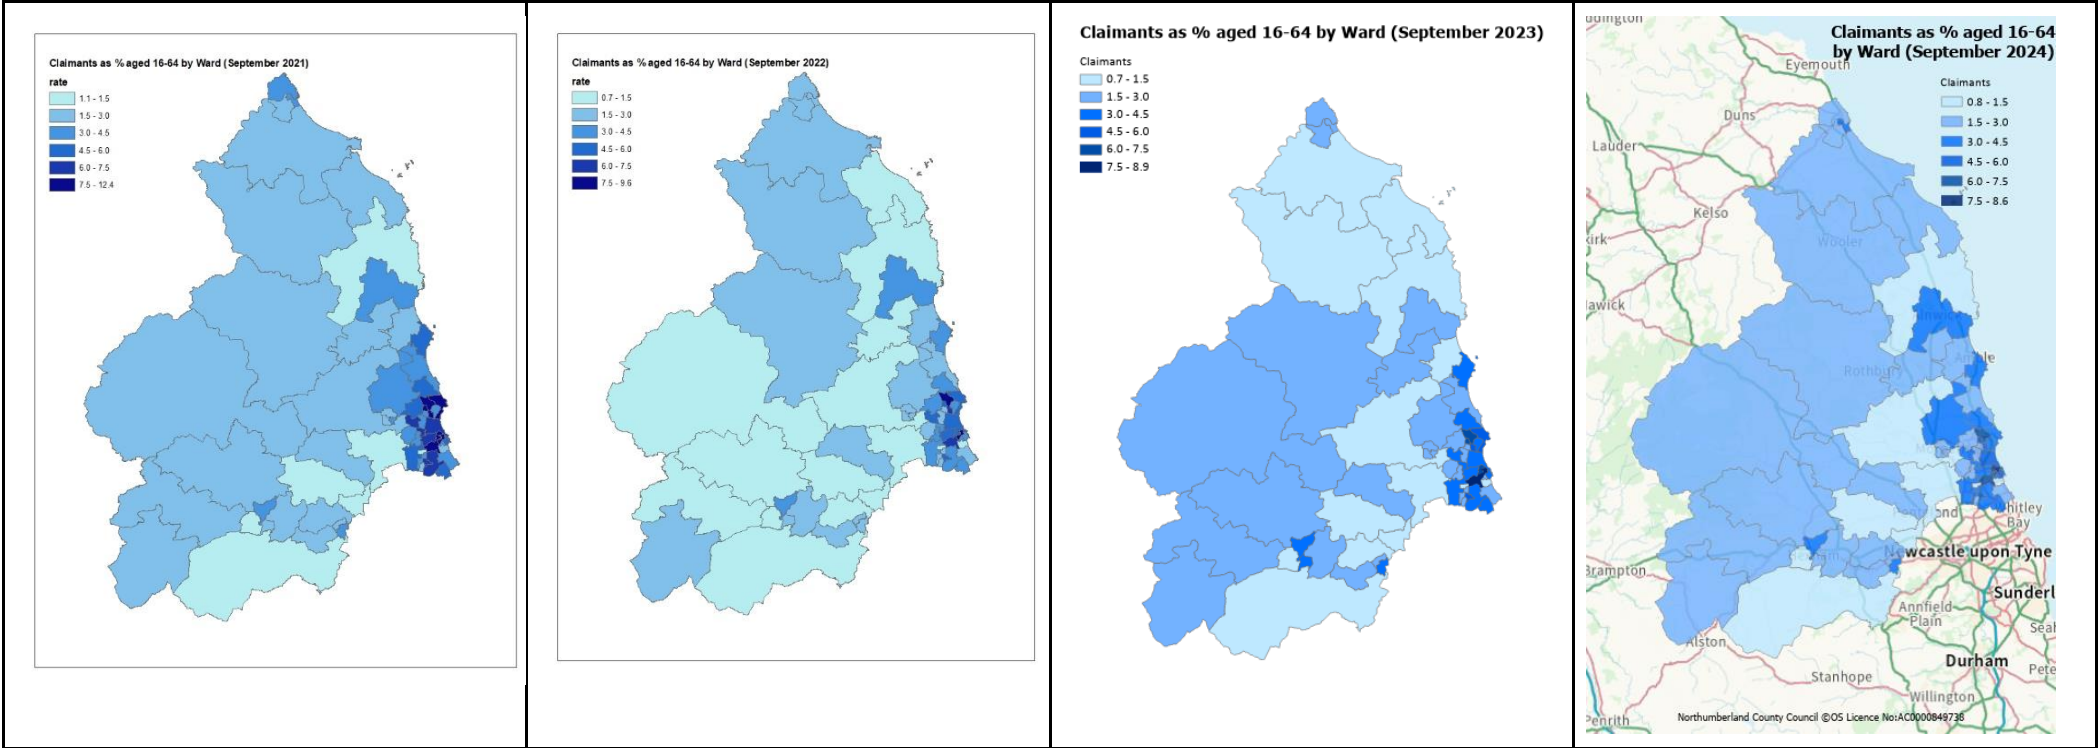 Claimants as % aged 16-64 by Ward (September 2021)
rate
1.1 - 1.5
1.5 - 3.0
3.0 - 4.5
4.5 - 6.0
6.0 - 7.5
7.5 - 12.4
Claimants as % aged 16-64 by Ward (September 2022)
rate
0.7 - 1.5
1.5 - 3.0
3.0 - 4.5
4.5 - 6.0
6.0 - 7.5
7.5 - 9.6
Claimants as % aged 16-64 by Ward (September 2023)
Claimants
0.7 - 1.5
1.5 - 3.0
3.0 - 4.5
4.5 - 6.0
6.0 - 7.5
7.5 - 8.9
Claimants as % aged 16-64
by Ward (September 2024)
Claimants
0.8 - 1.5
1.5 - 3.0
3.0 - 4.5
4.5 - 6.0
6.0 - 7.5
7.5 - 8.6
Eyemouth
Duns
Lauder
Kelso
kirk
Wooler
Rothbury
Whitley
Bay
Newcastle upon Tyne
Brampton
Sunderl
Annfield
Plain
Seah
Alston
Durham
Pete
Stanhope
Willington
Penrith
Northumberland County Council ©OS Licence No:AC0000849738